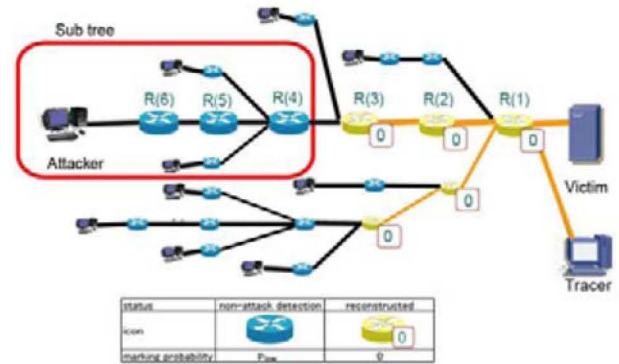 Sub tree
R(6) R(5) R(4) R(3) R(2) R(1)
0 0 0
Attacker
Victim
0
0
Tracer
status non-attack detection reconstructed
icon 0
marking probability P 0